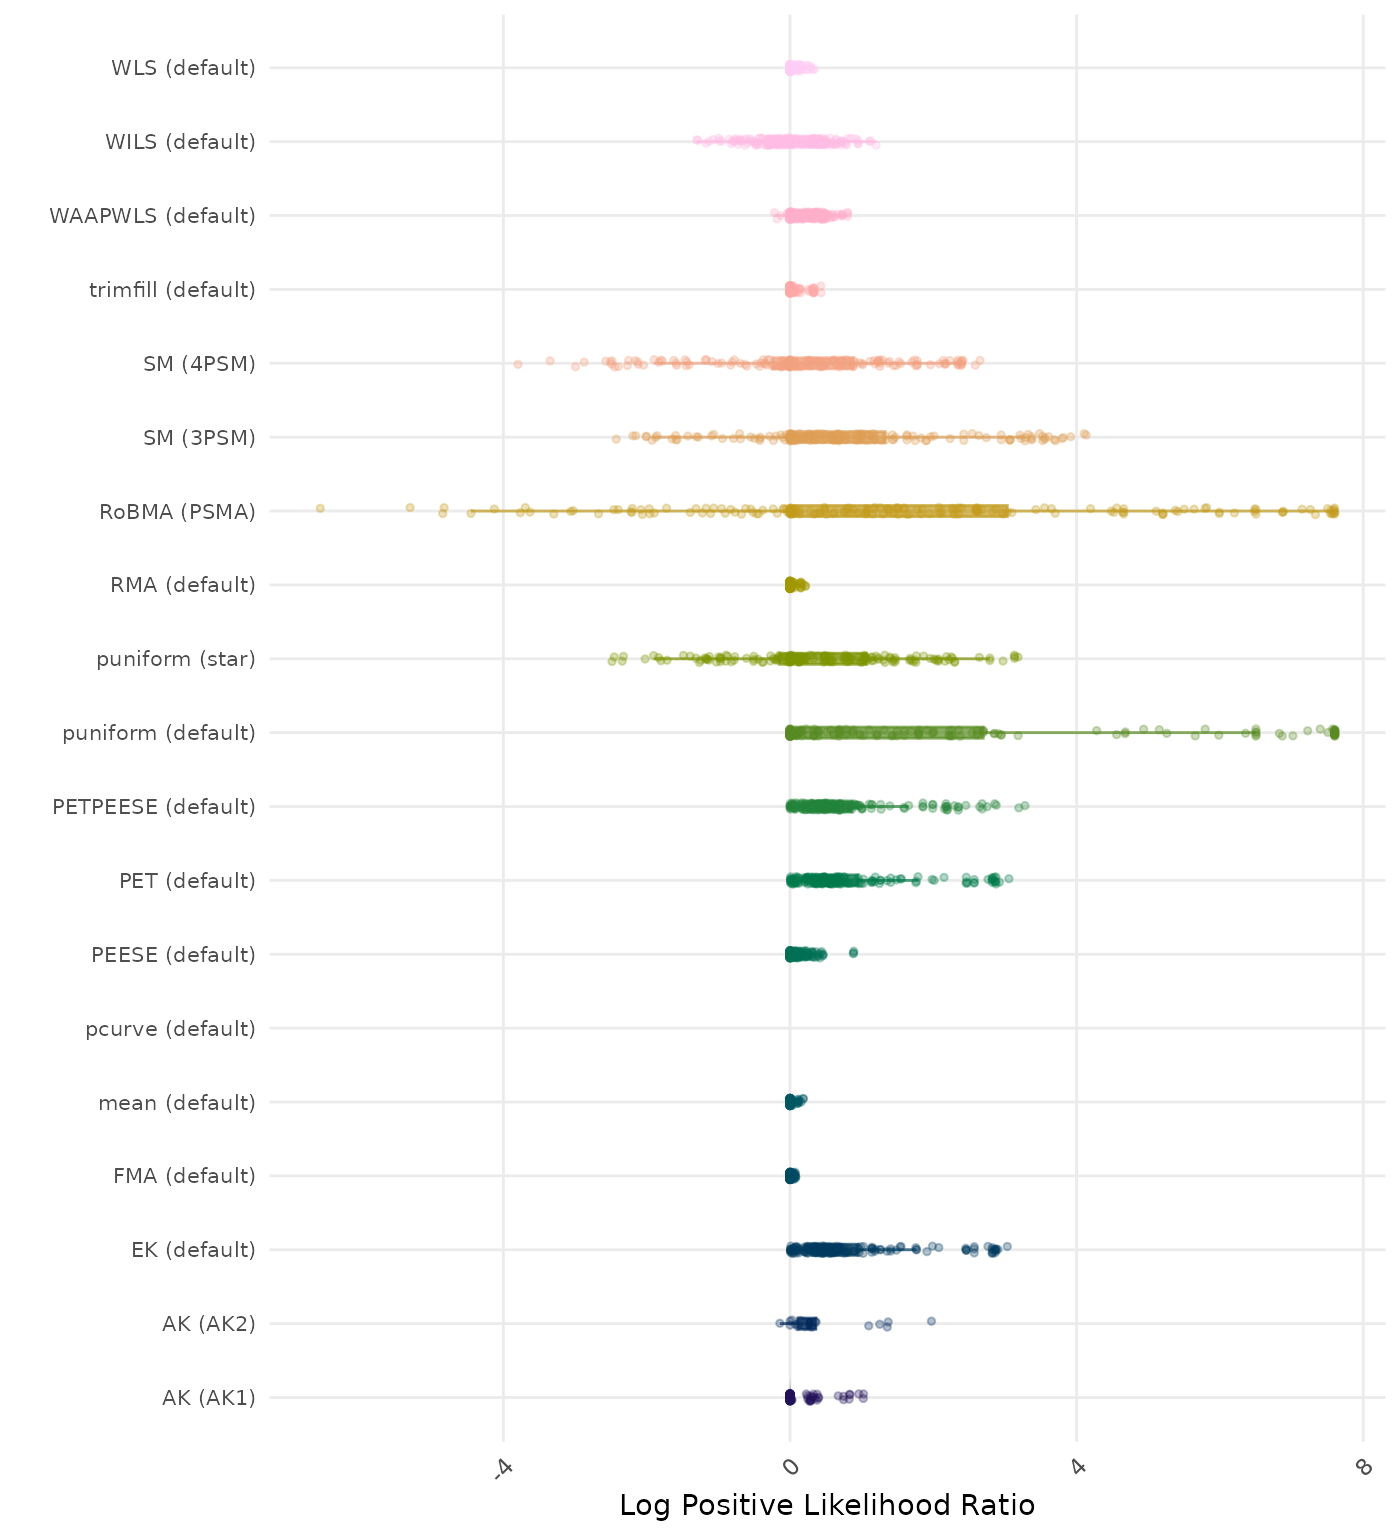 WLS (default)
WILS (default)
WAAPWLS (default)
trimfill (default)
SM (4PSM)
SM (3PSM)
RoBMA (PSMA)
RMA (default)
puniform (star)
puniform (default)
PETPEESE (default)
PET (default)
PEESE (default)
pcurve (default)
mean (default)
FMA (default)
EK (default)
AK (AK2)
AK (AK1)
-4 0 4 8
Log Positive Likelihood Ratio